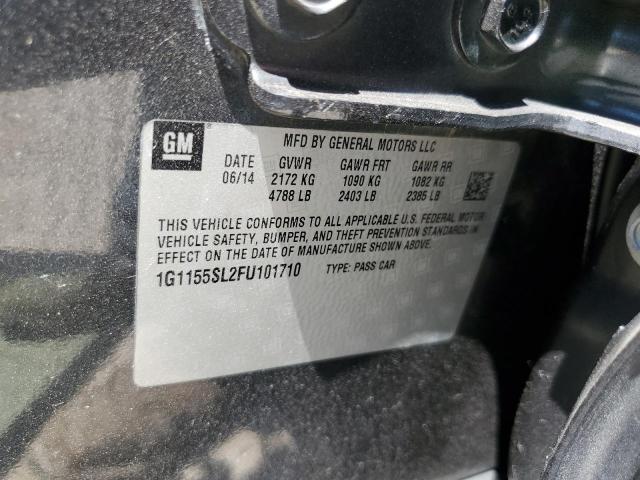 GM
MFD BY GENERAL MOTORS LLC
DATE GVWR GAWR FRT GAWR RR
06/14 2172 KG 1090 KG 1082 KG
4788 LB 2403 LB 2385 LB
THIS VEHICLE CONFORMS TO ALL APPLICABLE U.S. FEDERAL MOTOR
VEHICLE SAFETY, BUMPER, AND THEFT PREVENTION STANDARDS IN
EFFECT ON THE DATE OF MANUFACTURE SHOWN ABOVE.
1G1155SL2FU101710 TYPE: PASS CAR